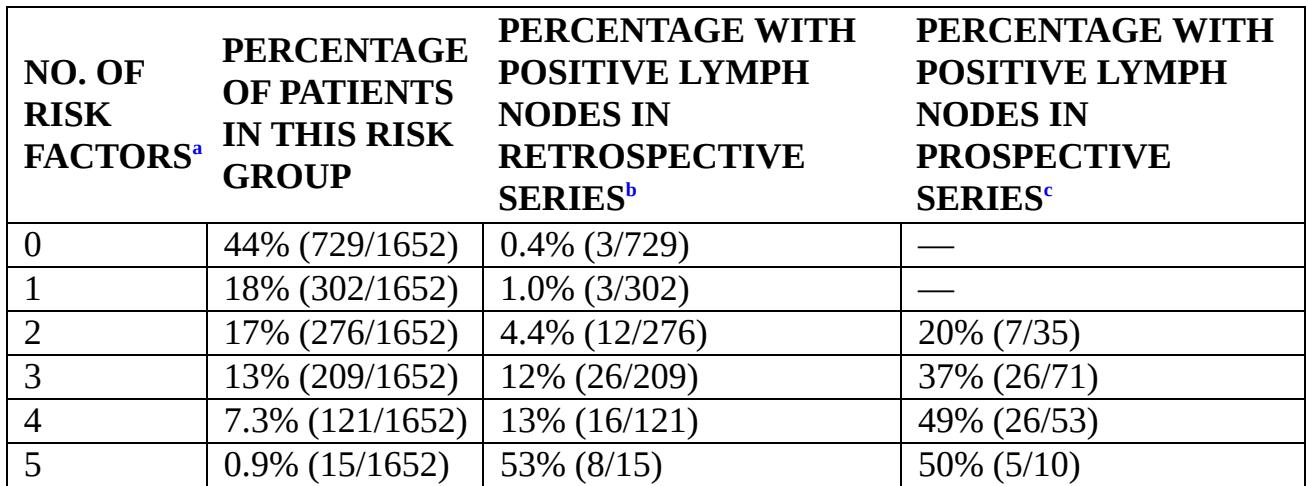 NO. OF
RISK
FACTORSa
PERCENTAGE
OF PATIENTS
IN THIS RISK
GROUP
PERCENTAGE WITH
POSITIVE LYMPH
NODES IN
RETROSPECTIVE
SERIESb
PERCENTAGE WITH
POSITIVE LYMPH
NODES IN
PROSPECTIVE
SERIESc
0 44% (729/1652) 0.4% (3/729) —
1 18% (302/1652) 1.0% (3/302) —
2 17% (276/1652) 4.4% (12/276) 20% (7/35)
3 13% (209/1652) 12% (26/209) 37% (26/71)
4 7.3% (121/1652) 13% (16/121) 49% (26/53)
5 0.9% (15/1652) 53% (8/15) 50% (5/10)